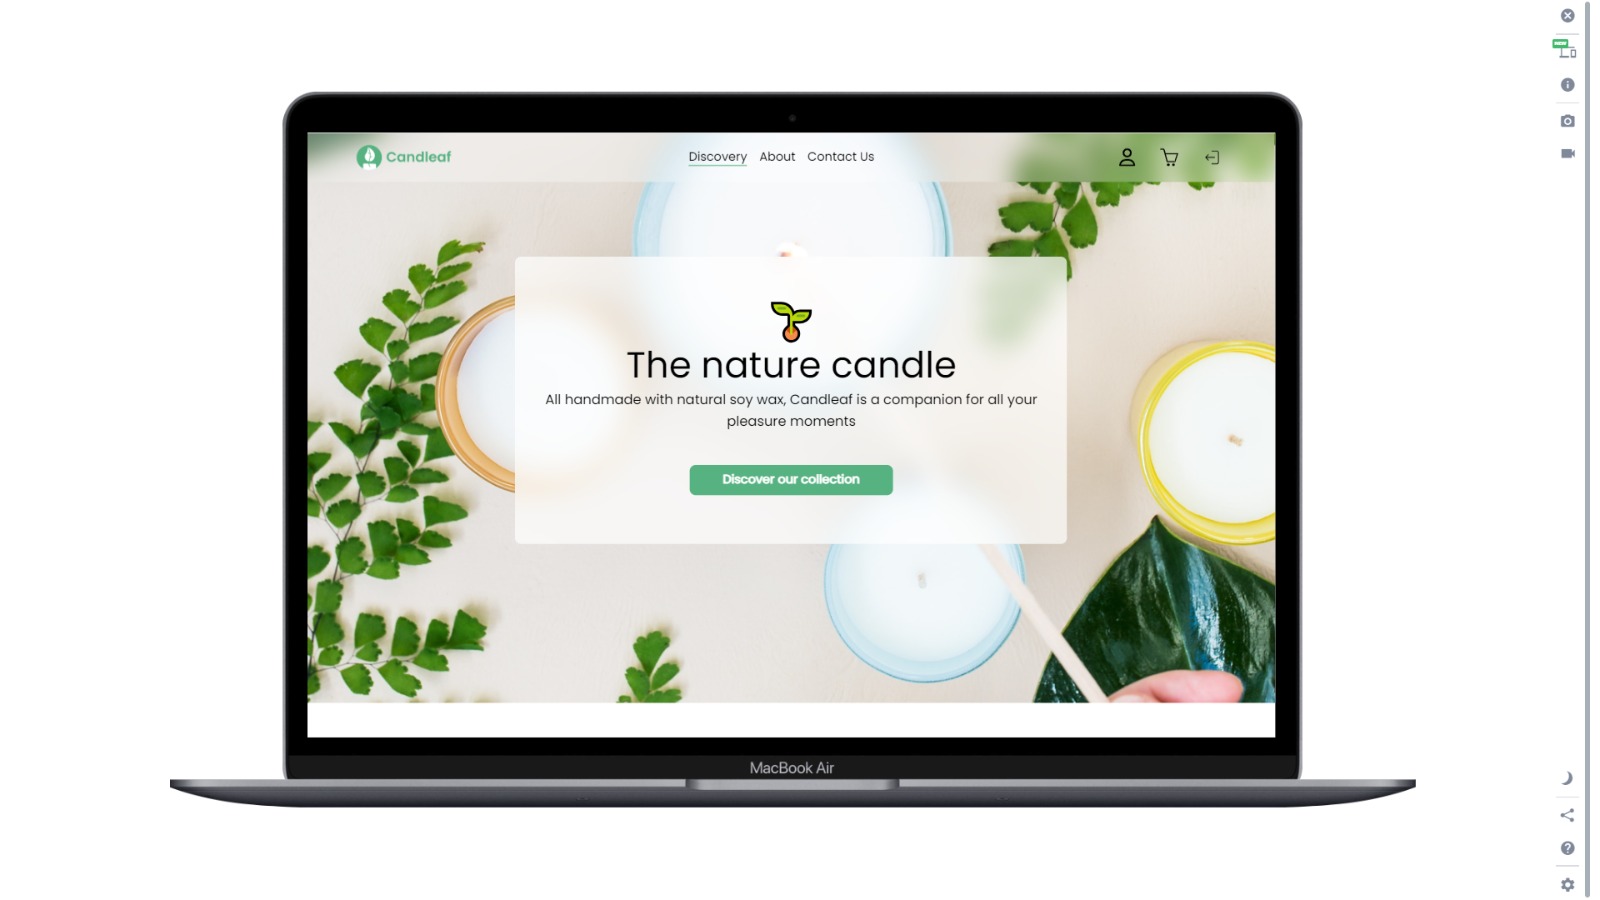 Candleaf
Discovery About Contact Us
The nature candle
All handmade with natural soy wax, Candleaf is a companion for all your
pleasure moments
Discover our collection
MacBook Air